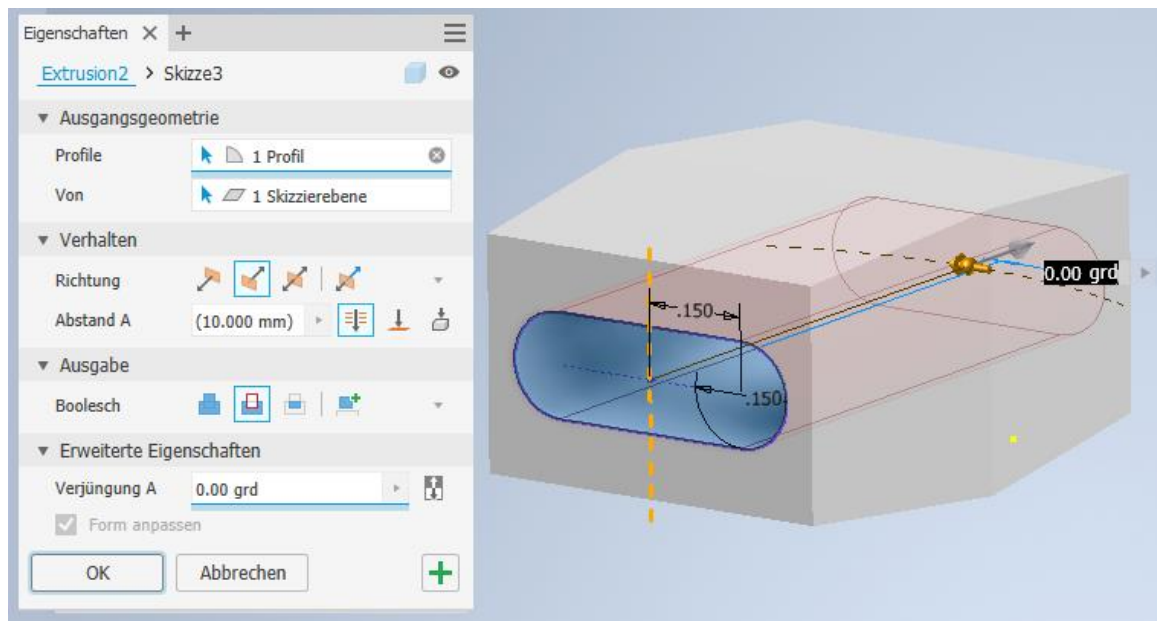 Eigenschaften × +
Extrusion2 > Skizze3
Ausgangsgeometrie
Profile 1 Profil
Von 1 Skizzierebene
Verhalten
Richtung
Abstand A (10.000 mm)
Ausgabe
Boolesch
Erweiterte Eigenschaften
Verjüngung A 0.00 grd
Form anpassen
OK Abbrechen
0.00 grd
.150
.150